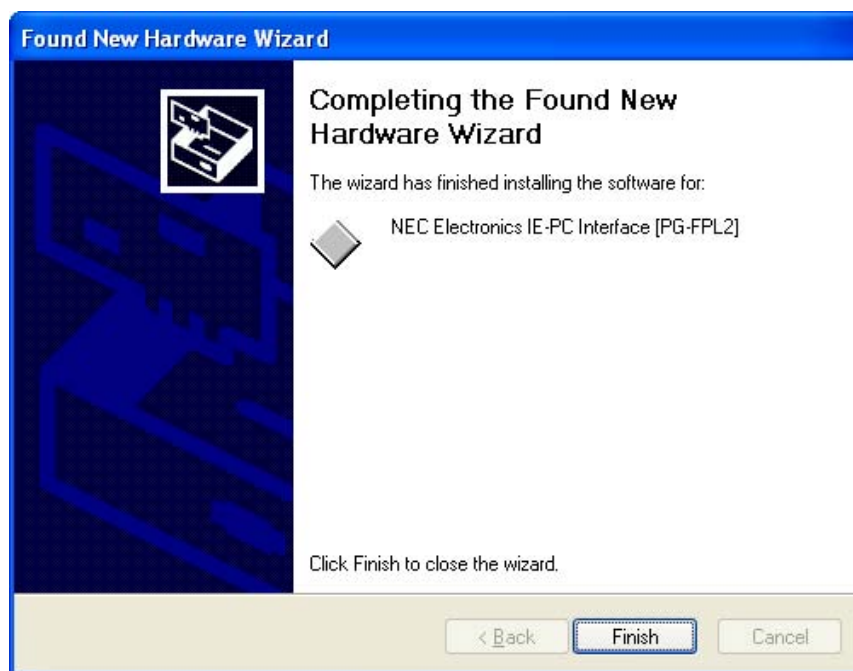 Found New Hardware Wizard
Completing the Found New
Hardware Wizard
The wizard has finished installing the software for:
NEC Electronics IE-PC Interface [PG-FPL2]
Click Finish to close the wizard.
< Back
Finish
Cancel